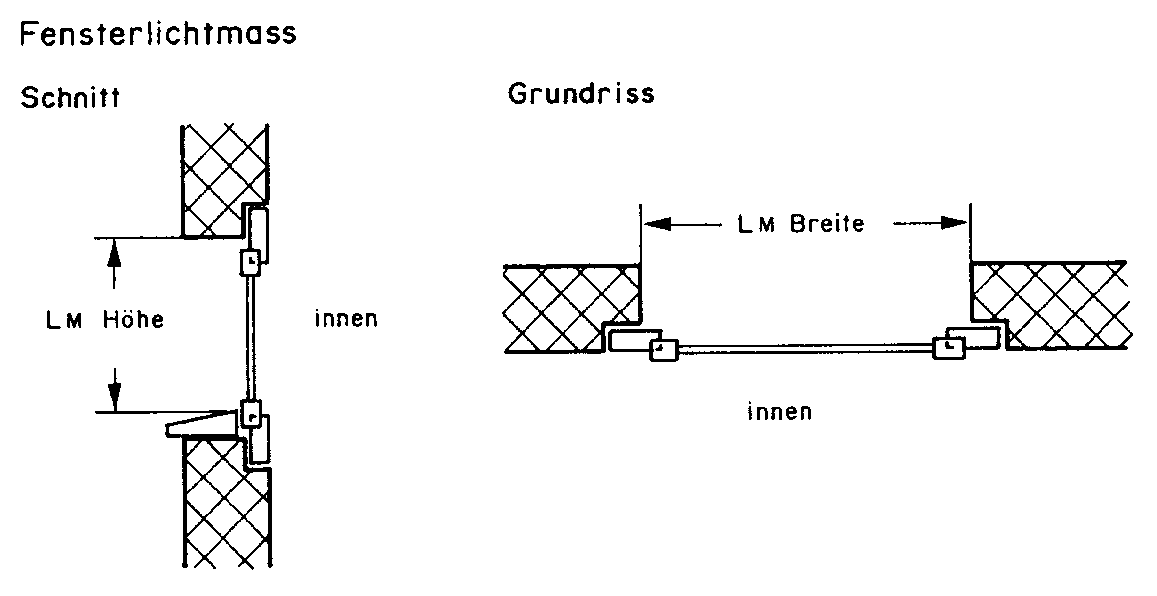 Fensterlichtmass
Schnitt
Grundriss
LM Breite
LM Höhe
innen
innen